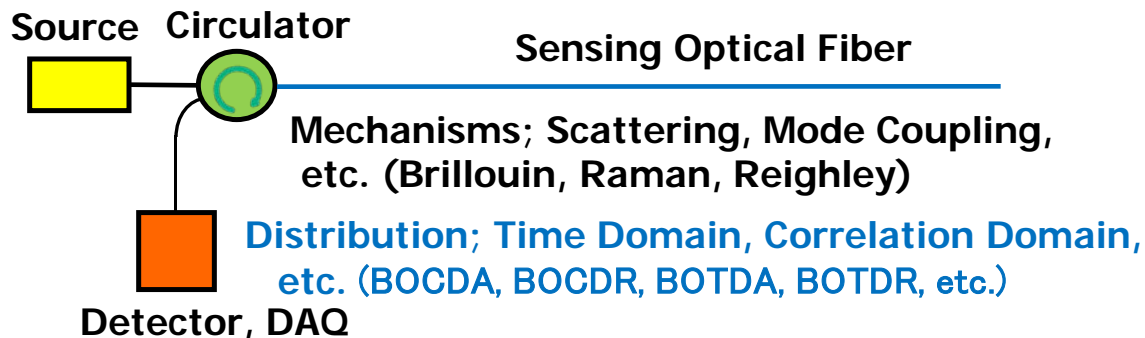 Source Circulator
Sensing Optical Fiber
Mechanisms; Scattering, Mode Coupling,
etc. (Brillouin, Raman, Reighley)
Distribution; Time Domain, Correlation Domain,
etc. (BOCDA, BOCDR, BOTDA, BOTDR, etc.)
Detector, DAQ